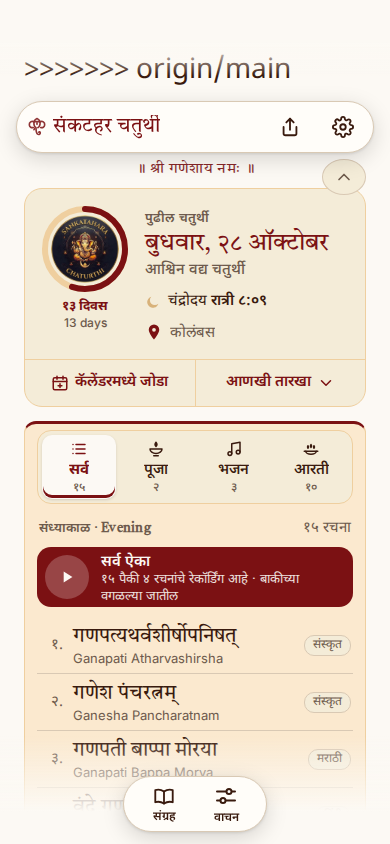 >>>>>>> origin/main
संकटहर चतुर्थी
॥ श्री गणेशाय नमः ॥
SANKATAHARA
CHATURTHI
१३ दिवस
13 days
पुढील चतुर्थी
बुधवार, २८ ऑक्टोबर
आश्विन वद्य चतुर्थी
चंद्रोदय रात्री ८:०९
कोलंबस
कॅलेंडरमध्ये जोडा
आणखी तारखा
सर्व
१५
पूजा
२
भजन
३
आरती
१०
संध्याकाळ · Evening
१५ रचना
सर्व ऐका
१५ पैकी ४ रचनांचे रेकॉर्डिंग आहे · बाकीच्या
वगळल्या जातील
१. गणपत्यथर्वशीर्षोपनिषत्
Ganapati Atharvashirsha
संस्कृत
२. गणेश पंचरत्नम्
Ganesha Pancharatnam
संस्कृत
३. गणपती बाप्पा मोरया
Ganapati Bappa Morya
मराठी
संग्रह
वाचन